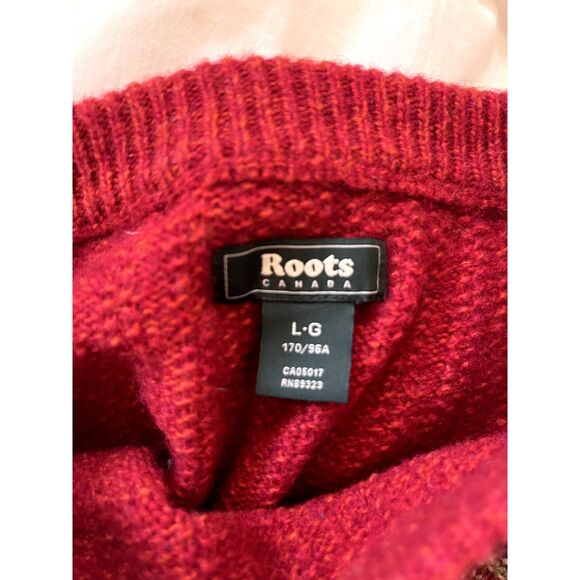 Roots
CANADA
L·G
170/96A
CA05017
RN89323